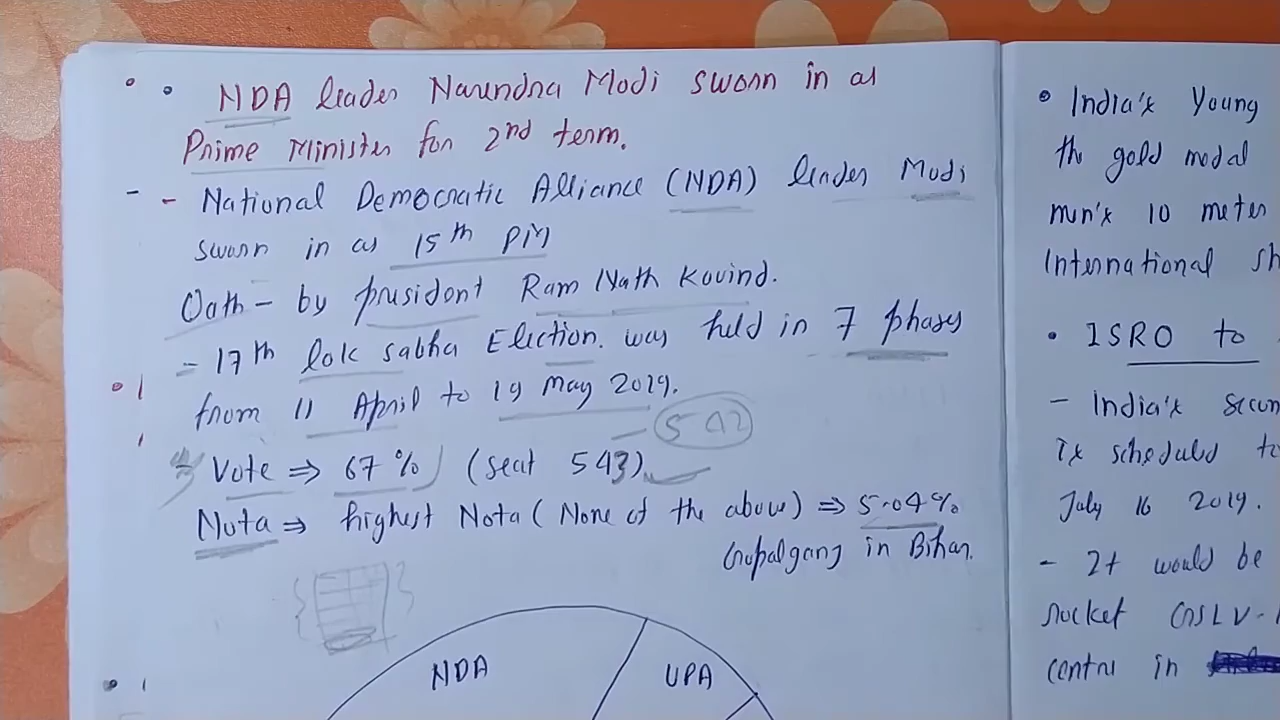 NDA leader Narendra Modi sworn in as
Prime Minister for 2nd term.
- National Democratic Alliance (NDA) leader Modi
sworn in as 15th PM
Oath - by president Ram Nath Kovind.
- 17th lok sabha Election. was held in 7 phases
from 11 April to 19 May 2019.
542
Vote ⇒ 67% (seat 543)
Nota ⇒ highest Nota (None of the above) ⇒ 5.04%
Gopalganj in Bihar.
NDA
UPA
• India's Young
the gold medal
men's 10 meter
International Sh
• ISRO to
- India's secon
is scheduled to
July 16 2019.
- It would be
rocket GSLV-
centre in